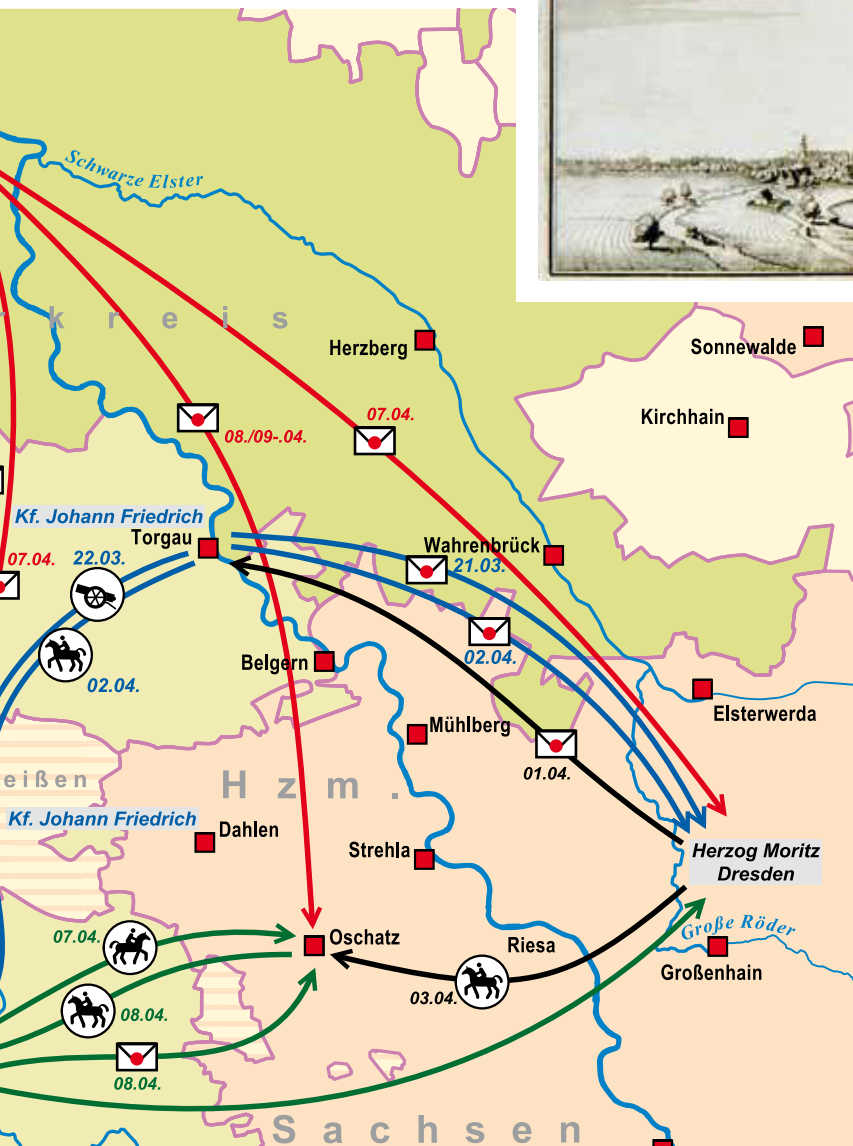 Schwarze Elster
r k r e i s
Herzberg
Sonnewalde
Kirchhain
07.04.
08./09-.04.
Kf. Johann Friedrich
Torgau
Wahrenbrück
21.03.
07.04.
22.03.
02.04.
02.04.
Belgern
Elsterwerda
Mühlberg
01.04.
eißen
H z m .
Kf. Johann Friedrich
Dahlen
Strehla
Herzog Moritz
Dresden
07.04.
Oschatz
Riesa
Große Röder
Großenhain
03.04.
08.04.
08.04.
S a c h s e n